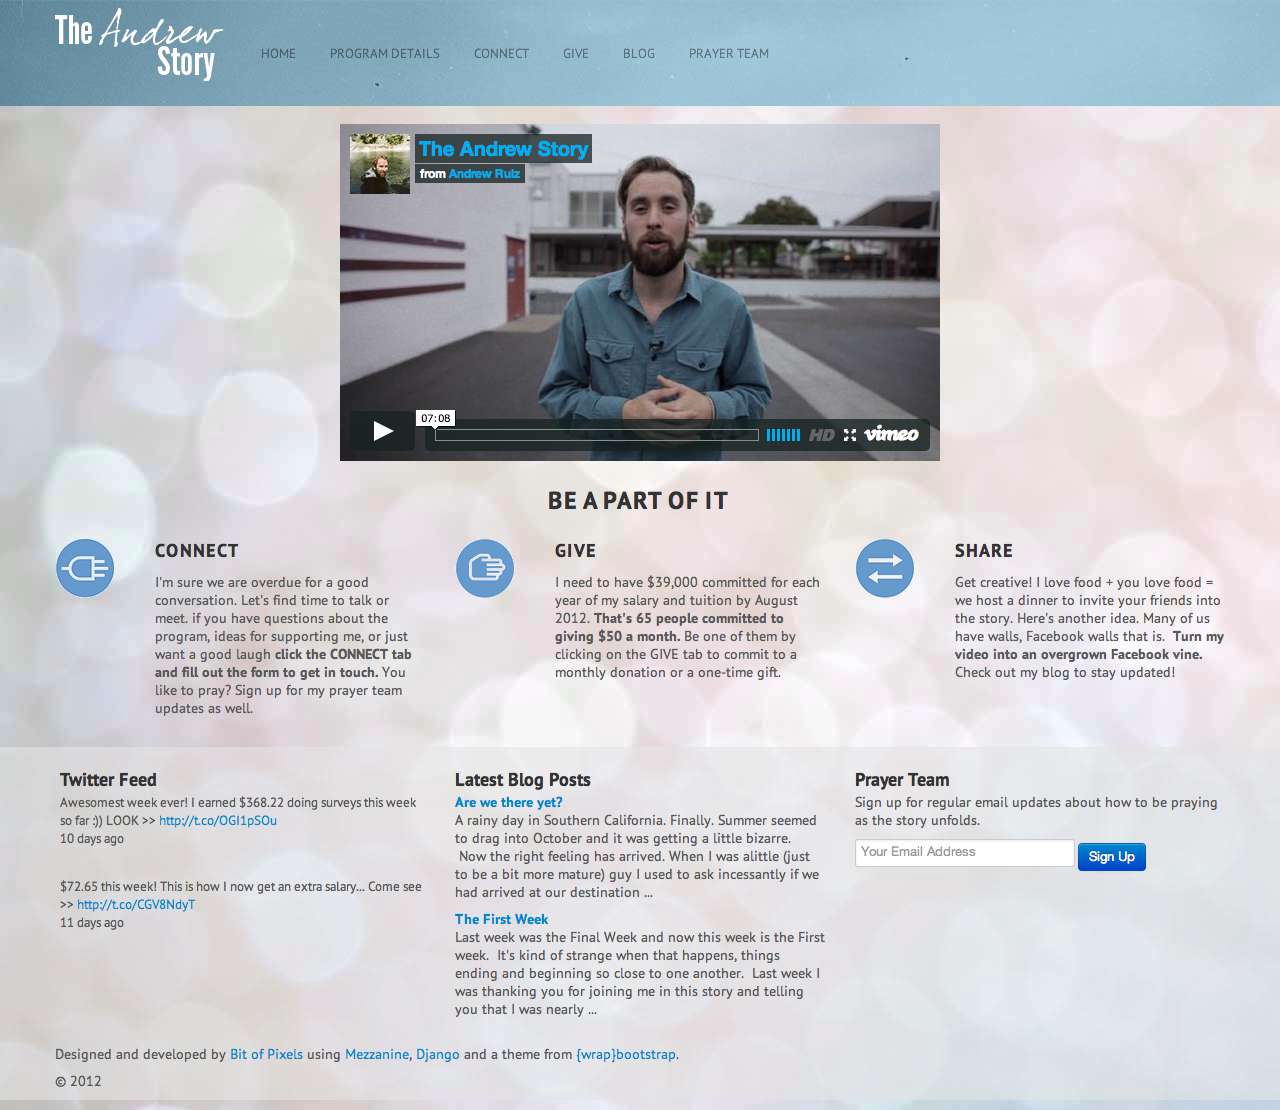 The Andrew
Story
HOME PROGRAM DETAILS CONNECT GIVE BLOG PRAYER TEAM
The Andrew Story
from Andrew Ruiz
07:08
HD vimeo
BE A PART OF IT
CONNECT
I'm sure we are overdue for a good
conversation. Let's find time to talk or
meet. if you have questions about the
program, ideas for supporting me, or just
want a good laugh click the CONNECT tab
and fill out the form to get in touch. You
like to pray? Sign up for my prayer team
updates as well.
GIVE
I need to have $39,000 committed for each
year of my salary and tuition by August
2012. That's 65 people committed to
giving $50 a month. Be one of them by
clicking on the GIVE tab to commit to a
monthly donation or a one-time gift.
SHARE
Get creative! I love food + you love food =
we host a dinner to invite your friends into
the story. Here's another idea. Many of us
have walls, Facebook walls that is. Turn my
video into an overgrown Facebook vine.
Check out my blog to stay updated!
Twitter Feed
Awesomest week ever! I earned $368.22 doing surveys this week
so far :)) LOOK >> http://t.co/OGI1pSOu
10 days ago
$72.65 this week! This is how I now get an extra salary... Come see
>> http://t.co/CGV8NdyT
11 days ago
Latest Blog Posts
Are we there yet?
A rainy day in Southern California. Finally. Summer seemed
to drag into October and it was getting a little bizarre.
Now the right feeling has arrived. When I was alittle (just
to be a bit more mature) guy I used to ask incessantly if we
had arrived at our destination ...
The First Week
Last week was the Final Week and now this week is the First
week. It's kind of strange when that happens, things
ending and beginning so close to one another. Last week I
was thanking you for joining me in this story and telling
you that I was nearly ...
Prayer Team
Sign up for regular email updates about how to be praying
as the story unfolds.
Your Email Address Sign Up
Designed and developed by Bit of Pixels using Mezzanine, Django and a theme from {wrap}bootstrap.
© 2012